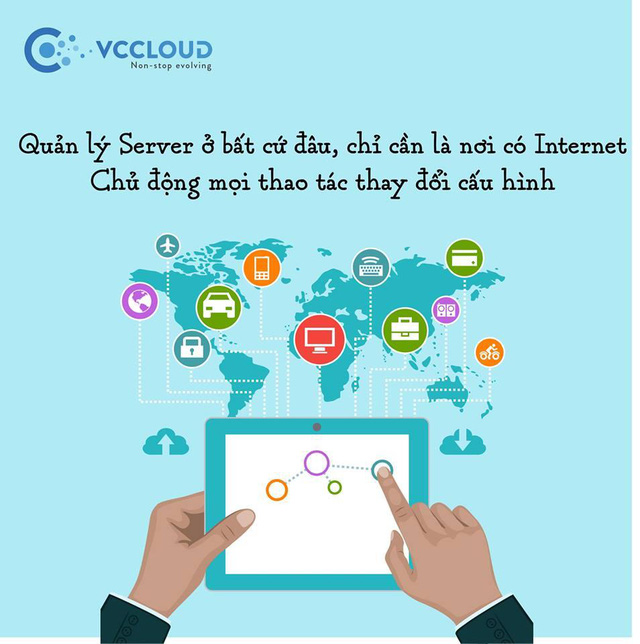 VCCLOUD
Non-stop evolving
Quản lý Server ở bất cứ đâu, chỉ cần là nơi có Internet
Chủ động mọi thao tác thay đổi cấu hình